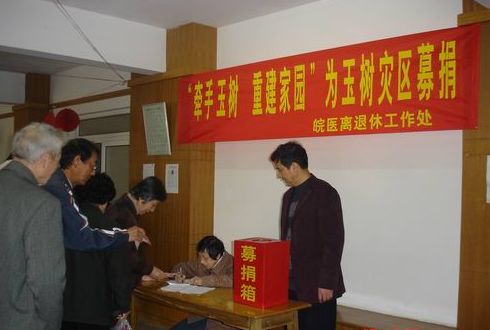 “牵手玉树 重建家园”为玉树灾区募捐
皖医离退休工作处
募捐箱